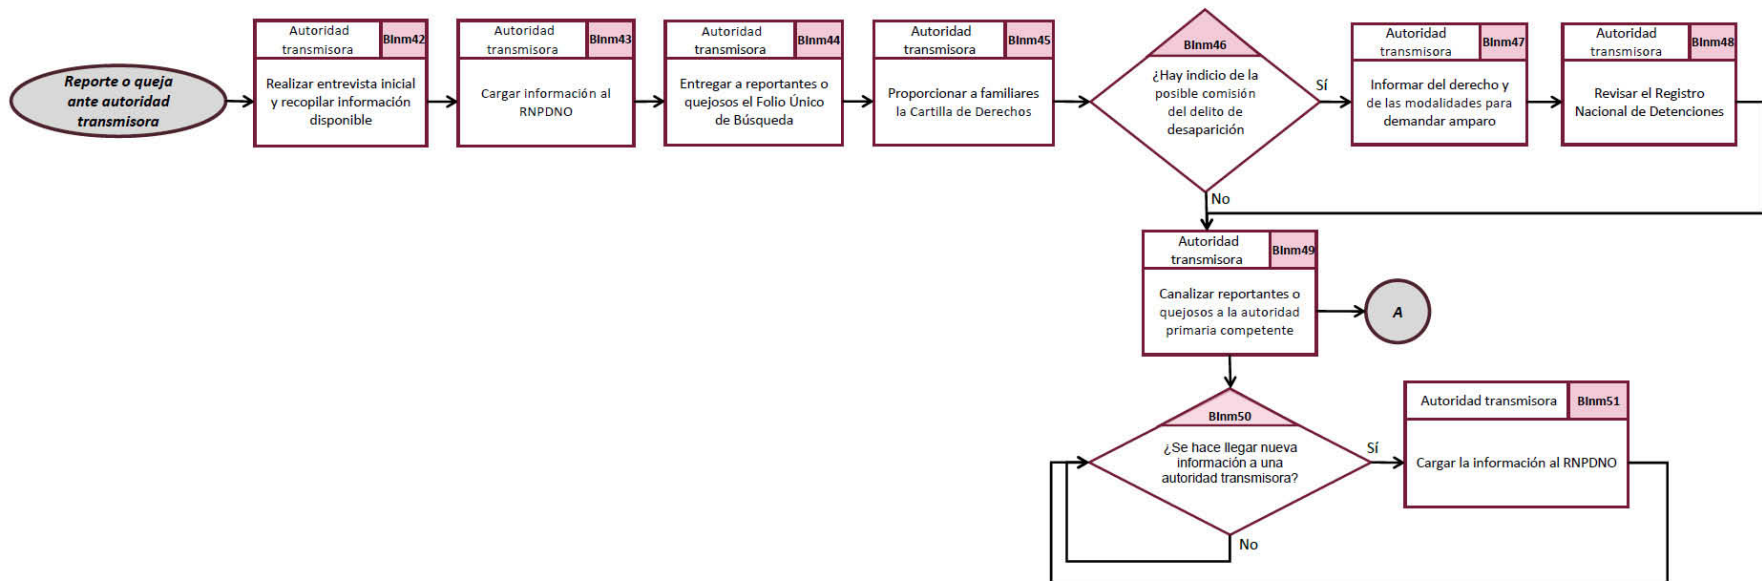 Reporte o queja
ante autoridad
transmisora
Autoridad
transmisora
BInm42
Realizar entrevista inicial
y recopilar información
disponible
Autoridad
transmisora
BInm43
Cargar información al
RNPDNO
Autoridad
transmisora
BInm44
Entregar a reportantes o
quejosos el Folio Único
de Búsqueda
Autoridad
transmisora
BInm45
Proporcionar a familiares
la Cartilla de Derechos
BInm46
¿Hay indicio de la
posible comisión
del delito de
desaparición
Sí
No
Autoridad
transmisora
BInm47
Informar del derecho y
de las modalidades para
demandar amparo
Autoridad
transmisora
BInm48
Revisar el Registro
Nacional de Detenciones
Autoridad
transmisora
BInm49
Canalizar reportantes o
quejosos a la autoridad
primaria competente
A
BInm50
¿Se hace llegar nueva
información a una
autoridad transmisora?
Sí
No
Autoridad transmisora
BInm51
Cargar la información al RNPDNO